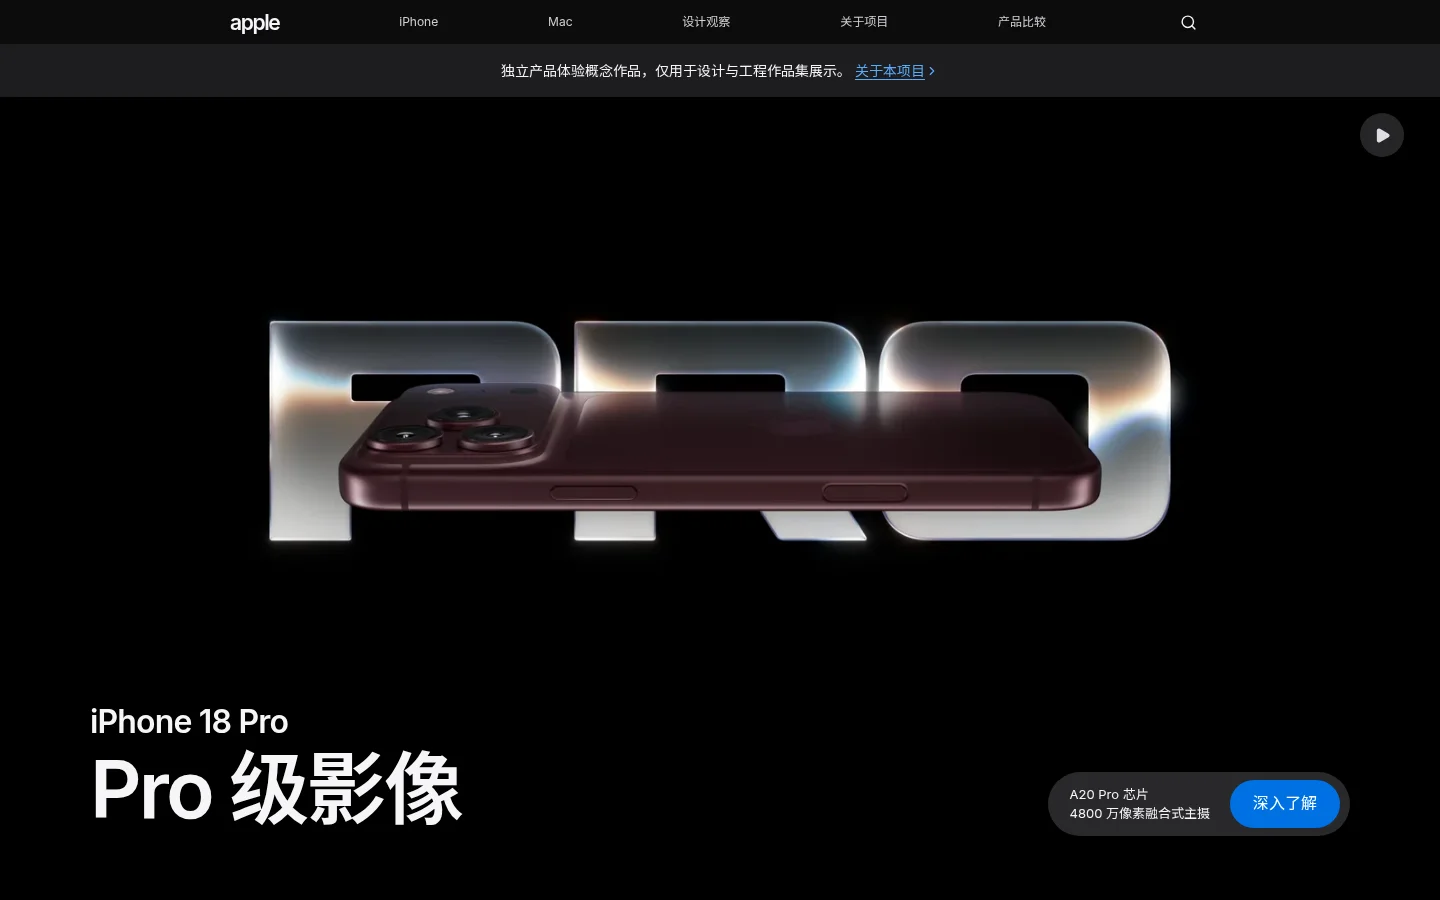 apple
iPhone
Mac
设计观察
关于项目
产品比较
独立产品体验概念作品，仅用于设计与工程作品集展示。 关于本项目
PRO
iPhone 18 Pro
Pro 级影像
A20 Pro 芯片
4800 万像素融合式主摄
深入了解